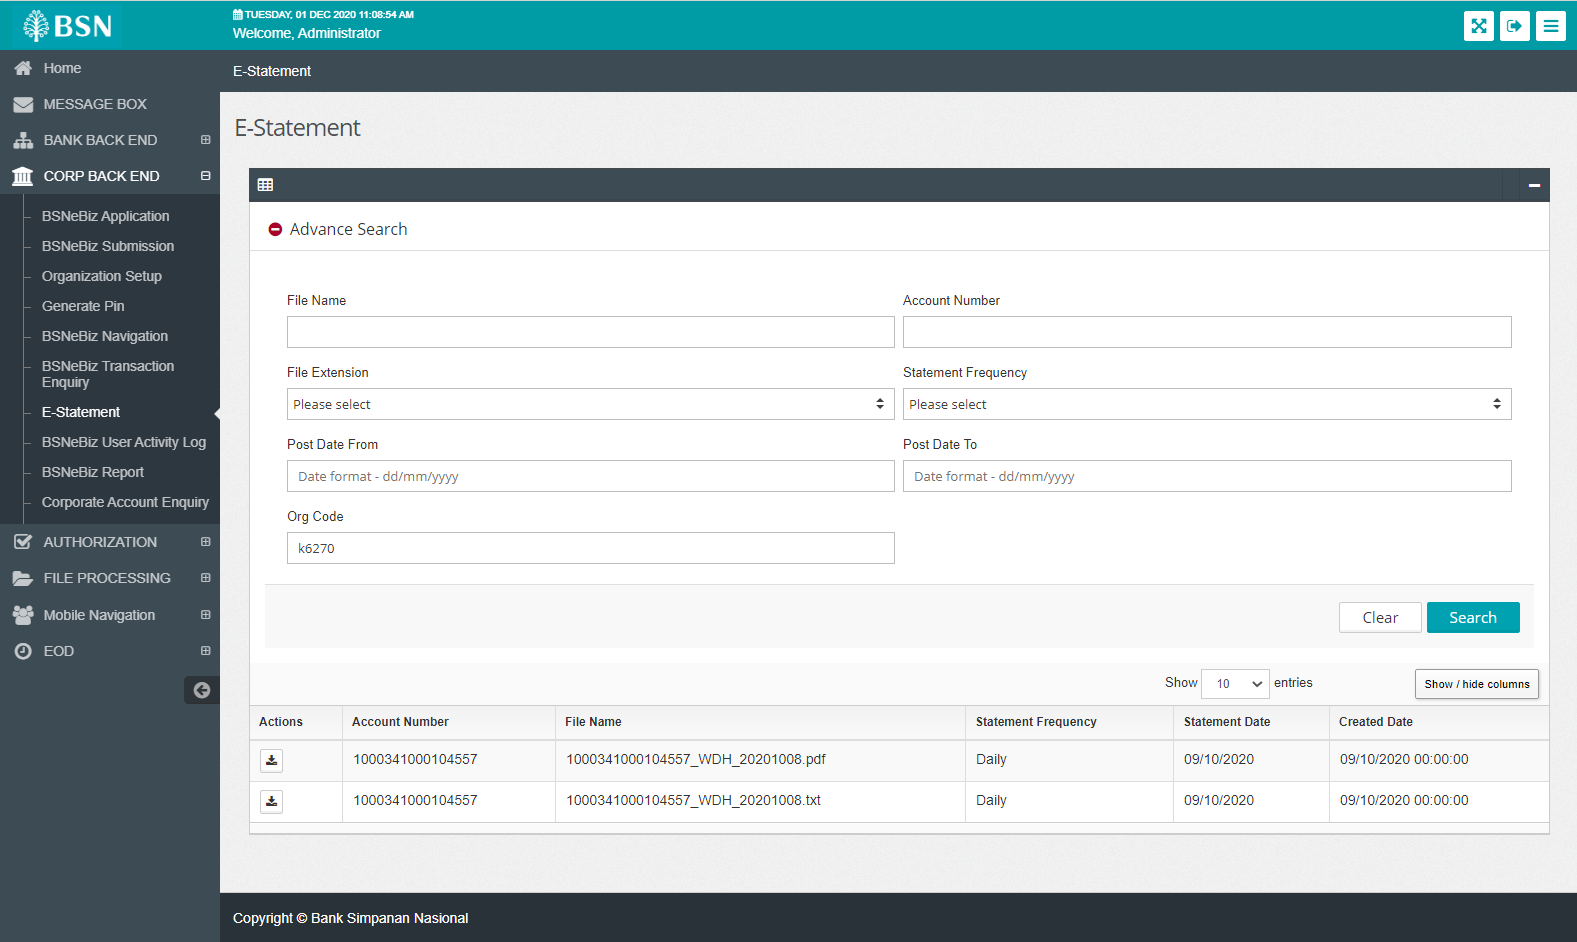 BSN
TUESDAY, 01 DEC 2020 11:08:54 AM
Welcome, Administrator
Home
MESSAGE BOX
BANK BACK END
CORP BACK END
BSNeBiz Application
BSNeBiz Submission
Organization Setup
Generate Pin
BSNeBiz Navigation
BSNeBiz Transaction
Enquiry
E-Statement
BSNeBiz User Activity Log
BSNeBiz Report
Corporate Account Enquiry
AUTHORIZATION
FILE PROCESSING
Mobile Navigation
EOD
E-Statement
E-Statement
Advance Search
File Name Account Number
File Extension Statement Frequency
Please select Please select
Post Date From Post Date To
Date format - dd/mm/yyyy Date format - dd/mm/yyyy
Org Code
k6270
Clear Search
Show 10 entries Show / hide columns
Actions Account Number File Name Statement Frequency Statement Date Created Date
1000341000104557 1000341000104557_WDH_20201008.pdf Daily 09/10/2020 09/10/2020 00:00:00
1000341000104557 1000341000104557_WDH_20201008.txt Daily 09/10/2020 09/10/2020 00:00:00
Copyright © Bank Simpanan Nasional